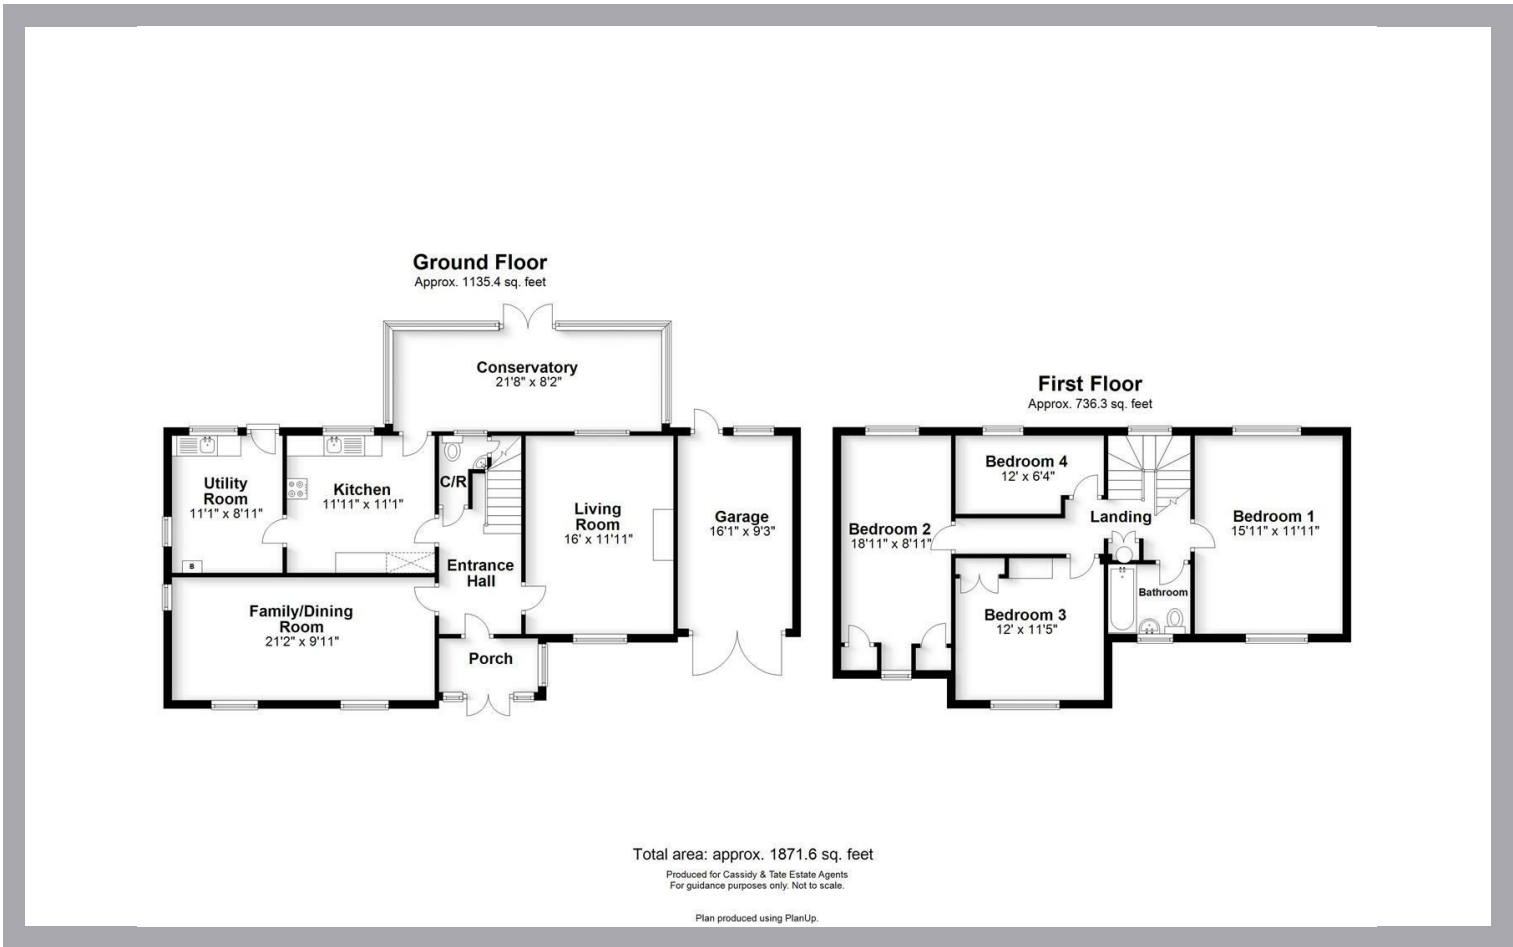 Ground Floor
Approx. 1135.4 sq. feet
Conservatory
21'8" x 8'2"
Utility
Room
11'1" x 8'11"
Kitchen
11'11" x 11'1"
C/R
Living
Room
16' x 11'11"
Garage
16'1" x 9'3"
Entrance
Hall
B
Family/Dining
Room
21'2" x 9'11"
Porch
First Floor
Approx. 736.3 sq. feet
Bedroom 4
12' x 6'4"
Bedroom 2
18'11" x 8'11"
Landing
Bedroom 1
15'11" x 11'11"
Bathroom
Bedroom 3
12' x 11'5"
Total area: approx. 1871.6 sq. feet
Produced for Cassidy & Tate Estate Agents
For guidance purposes only. Not to scale.
Plan produced using PlanUp.